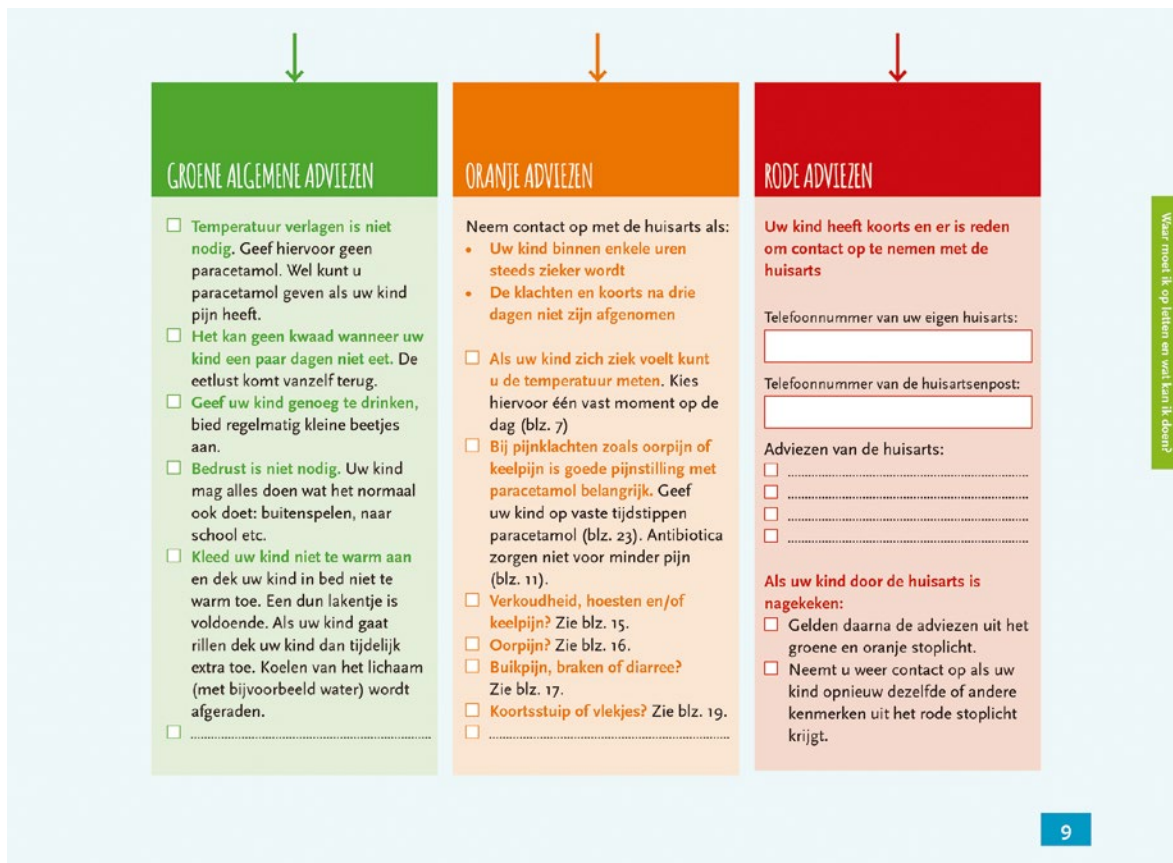 GROENE ALGEMENE ADVIEZEN
Temperatuur verlagen is niet
nodig. Geef hiervoor geen
paracetamol. Wel kunt u
paracetamol geven als uw kind
pijn heeft.
Het kan geen kwaad wanneer uw
kind een paar dagen niet eet. De
eetlust komt vanzelf terug.
Geef uw kind genoeg te drinken,
bied regelmatig kleine beetjes
aan.
Bedrust is niet nodig. Uw kind
mag alles doen wat het normaal
ook doet: buitenspelen, naar
school etc.
Kleed uw kind niet te warm aan
en dek uw kind in bed niet te
warm toe. Een dun lakentje is
voldoende. Als uw kind gaat
rillen dek uw kind dan tijdelijk
extra toe. Koelen van het lichaam
(met bijvoorbeeld water) wordt
afgeraden.
ORANJE ADVIEZEN
Neem contact op met de huisarts als:
• Uw kind binnen enkele uren
steeds zieker wordt
• De klachten en koorts na drie
dagen niet zijn afgenomen
Als uw kind zich ziek voelt kunt
u de temperatuur meten. Kies
hiervoor één vast moment op de
dag (blz. 7)
Bij pijnklachten zoals oorpijn of
keelpijn is goede pijnstilling met
paracetamol belangrijk. Geef
uw kind op vaste tijdstippen
paracetamol (blz. 23). Antibiotica
zorgen niet voor minder pijn
(blz. 11).
Verkoudheid, hoesten en/of
keelpijn? Zie blz. 15.
Oorpijn? Zie blz. 16.
Buikpijn, braken of diarree?
Zie blz. 17.
Koortsstuip of vlekjes? Zie blz. 19.
RODE ADVIEZEN
Uw kind heeft koorts en er is reden
om contact op te nemen met de
huisarts
Telefoonnummer van uw eigen huisarts:
Telefoonnummer van de huisartsenpost:
Adviezen van de huisarts:
Als uw kind door de huisarts is
nagekeken:
Gelden daarna de adviezen uit het
groene en oranje stoplicht.
Neemt u weer contact op als uw
kind opnieuw dezelfde of andere
kenmerken uit het rode stoplicht
krijgt.
Waar moet ik op letten en wat kan ik doen?
9